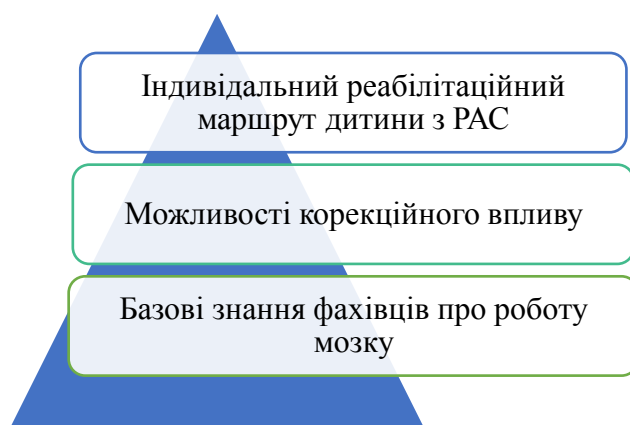 Індивідальний реабілітаційний
маршрут дитини з РАС
Можливості корекційного впливу
Базові знання фахівців про роботу
мозку